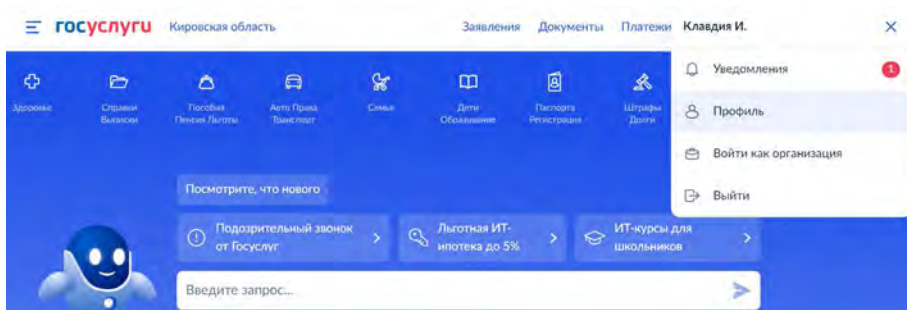 госуслуги Кировская область Заявления Документы Платежи Клавдия И.
Уведомления 1
Здоровье Справки Выписки Пособия Пенсия Льготы Авто Права Транспорт Семья Дети Образование Паспорта Регистрация Штрафы Долги
Профиль
Войти как организация
Выйти
Посмотрите, что нового
Подозрительный звонок от Госуслуг
Льготная ИТ-ипотека до 5%
ИТ-курсы для школьников
Введите запрос...